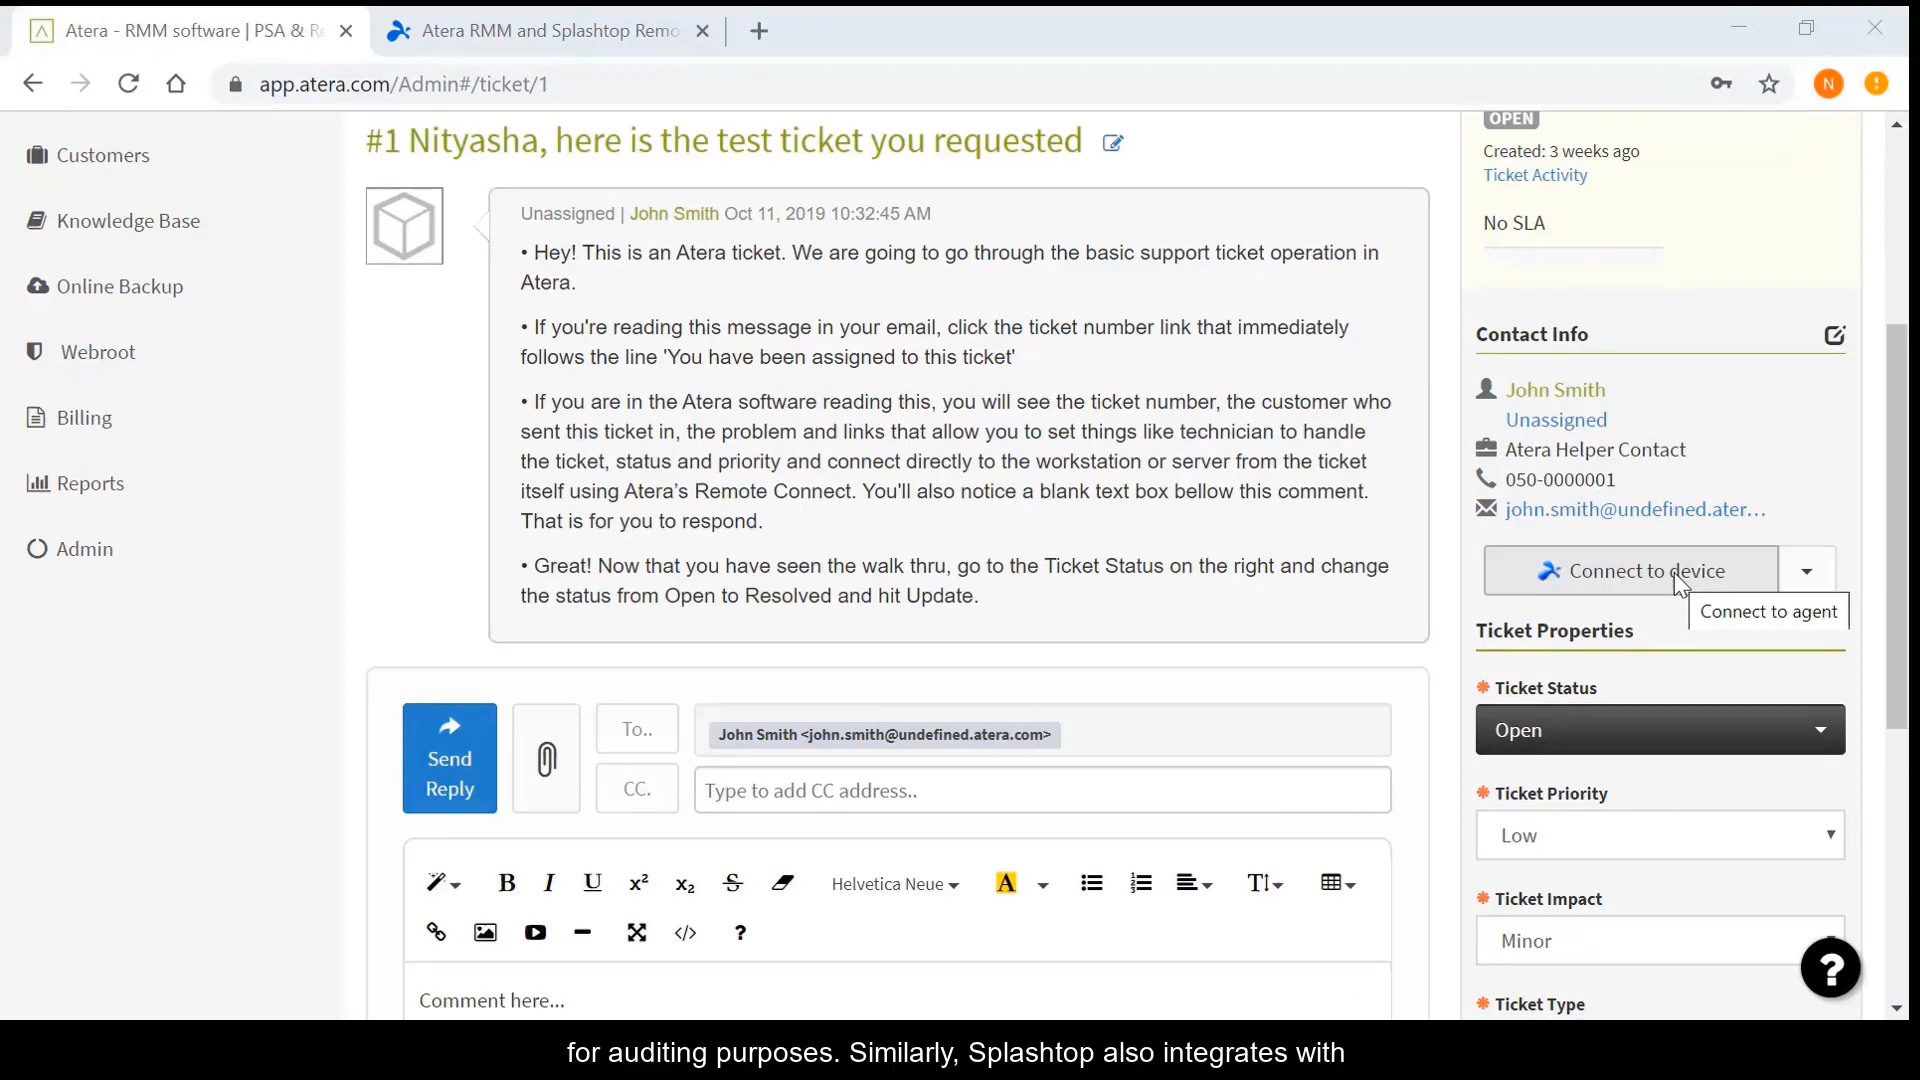 Atera - RMM software | PSA & Re
Atera RMM and Splashtop Remo
app.atera.com/Admin#/ticket/1
Customers
Knowledge Base
Online Backup
Webroot
Billing
Reports
Admin
#1 Nityasha, here is the test ticket you requested
Unassigned | John Smith Oct 11, 2019 10:32:45 AM
• Hey! This is an Atera ticket. We are going to go through the basic support ticket operation in
Atera.
• If you're reading this message in your email, click the ticket number link that immediately
follows the line 'You have been assigned to this ticket'
• If you are in the Atera software reading this, you will see the ticket number, the customer who
sent this ticket in, the problem and links that allow you to set things like technician to handle
the ticket, status and priority and connect directly to the workstation or server from the ticket
itself using Atera’s Remote Connect. You'll also notice a blank text box bellow this comment.
That is for you to respond.
• Great! Now that you have seen the walk thru, go to the Ticket Status on the right and change
the status from Open to Resolved and hit Update.
Send
Reply
To..
John Smith <john.smith@undefined.atera.com>
CC.
Type to add CC address..
B I U x² x₂ S
Helvetica Neue
A
T
</>
?
Comment here...
OPEN
Created: 3 weeks ago
Ticket Activity
No SLA
Contact Info
John Smith
Unassigned
Atera Helper Contact
050-0000001
john.smith@undefined.ater...
Connect to device
Connect to agent
Ticket Properties
* Ticket Status
Open
* Ticket Priority
Low
* Ticket Impact
Minor
* Ticket Type
?
N
for auditing purposes. Similarly, Splashtop also integrates with